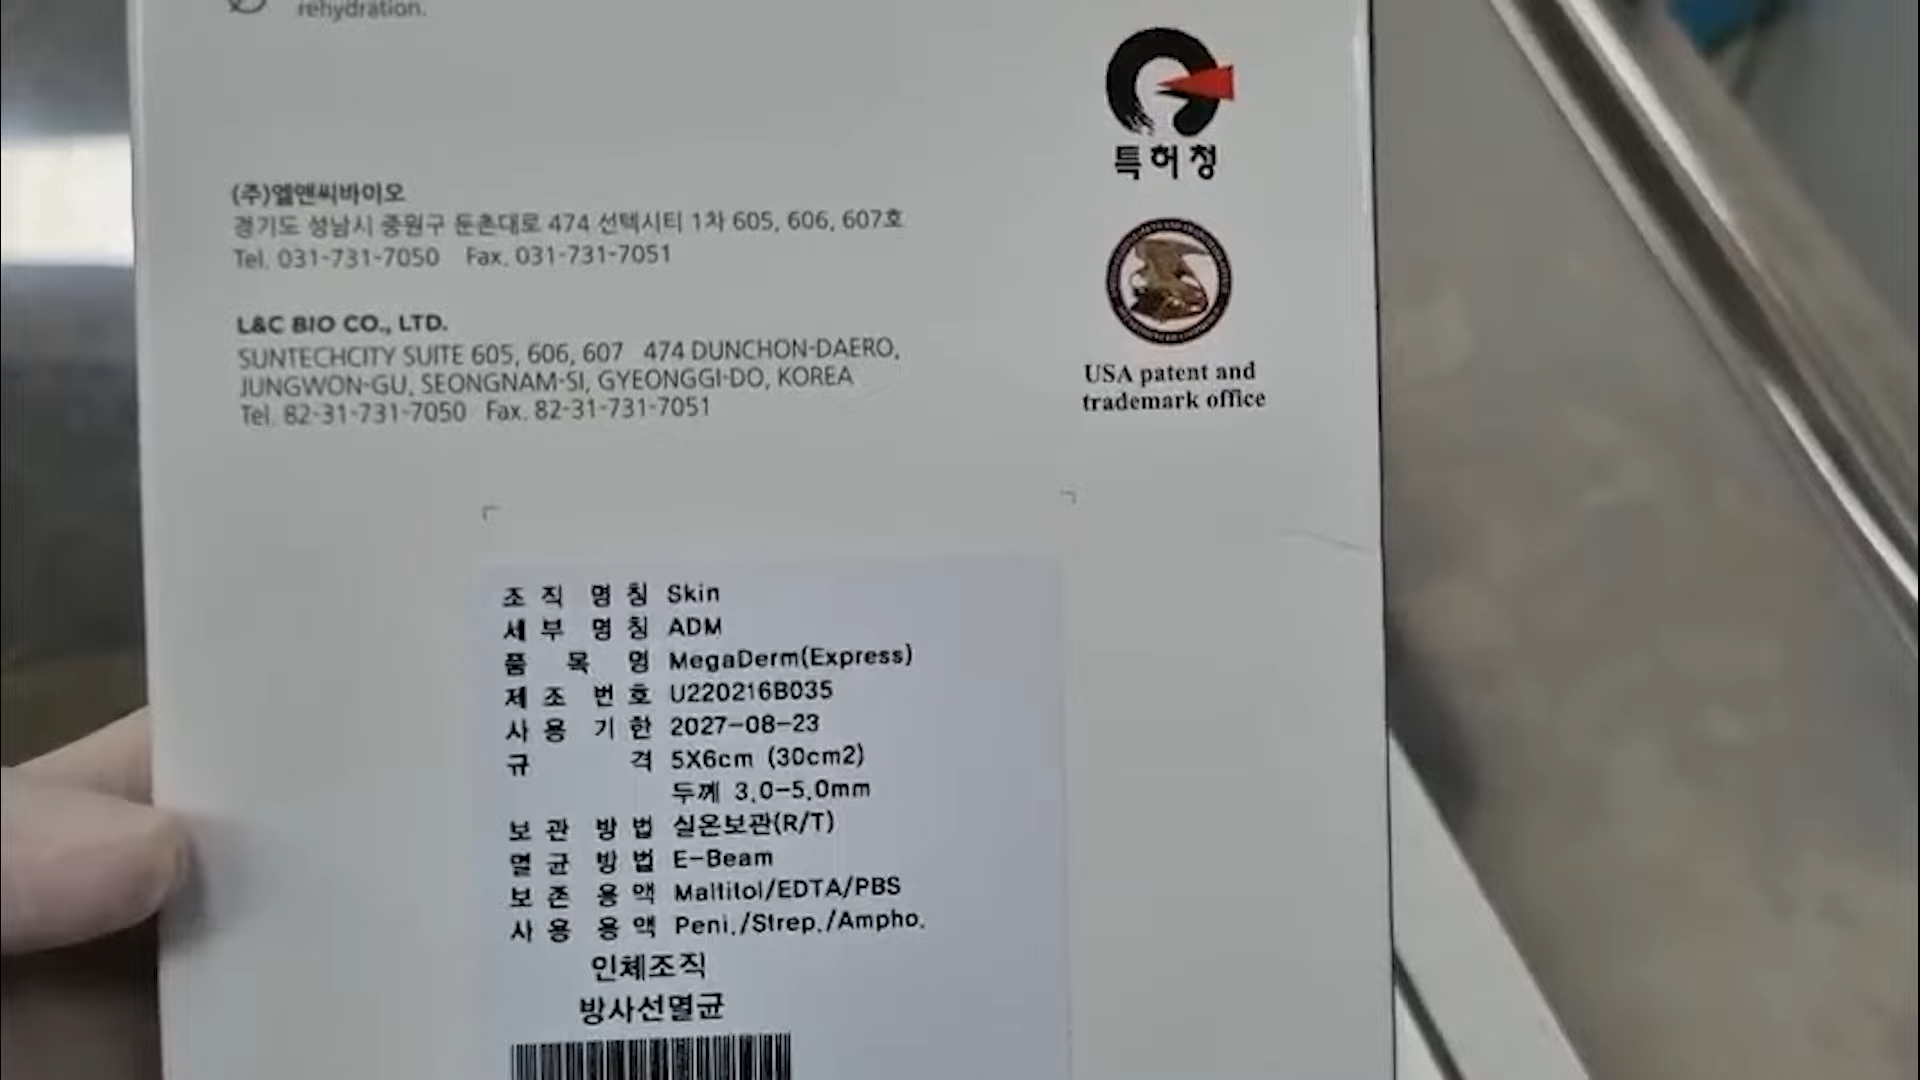 rehydration.
특허청
(주)엘앤씨바이오
경기도 성남시 중원구 둔촌대로 474 선텍시티 1차 605, 606, 607호
Tel. 031-731-7050 Fax. 031-731-7051
L&C BIO CO., LTD.
SUNTECHCITY SUITE 605, 606, 607 474 DUNCHON-DAERO,
JUNGWON-GU, SEONGNAM-SI, GYEONGGI-DO, KOREA
Tel. 82-31-731-7050 Fax. 82-31-731-7051
USA patent and
trademark office
조직 명칭 Skin
세부 명칭 ADM
품목명 MegaDerm(Express)
제조 번호 U220216B035
사용 기한 2027-08-23
규격 5X6cm (30cm2)
두께 3.0-5.0mm
보관 방법 실온보관(R/T)
멸균 방법 E-Beam
보존 용액 Maltitol/EDTA/PBS
사용 용액 Peni./Strep./Ampho.
인체조직
방사선멸균